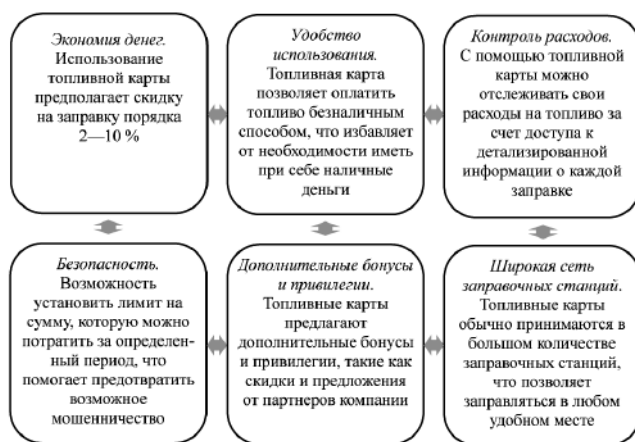 Экономия денег.
Использование
топливной карты
предполагает скидку
на заправку порядка
2—10 %
Удобство
использования.
Топливная карта
позволяет оплатить
топливо безналичным
способом, что избавляет
от необходимости иметь
при себе наличные
деньги
Контроль расходов.
С помощью топливной
карты можно
отслеживать свои
расходы на топливо за
счет доступа к
детализированной
информации о каждой
заправке
Безопасность.
Возможность
установить лимит на
сумму, которую можно
потратить за определен-
ный период, что
помогает предотвратить
возможное
мошенничество
Дополнительные бонусы
и привилегии.
Топливные карты
предлагают
дополнительные бонусы
и привилегии, такие как
скидки и предложения
от партнеров компании
Широкая сеть
заправочных станций.
Топливные карты
обычно принимаются в
большом количестве
заправочных станций,
что позволяет
заправляться в любом
удобном месте